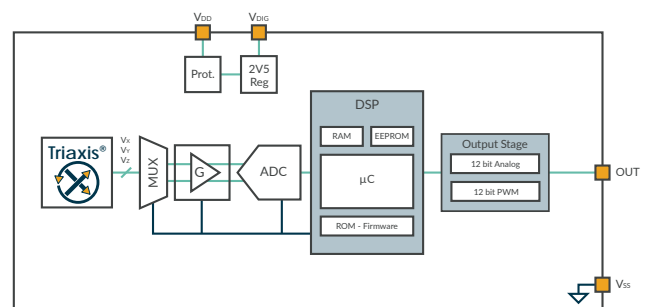 VDD
VDIG
Prot.
2V5
Reg
DSP
RAM
EEPROM
Triaxis®
VX
VY
VZ
MUX
G
ADC
µC
ROM - Firmware
Output Stage
12 bit Analog
12 bit PWM
OUT
VSS